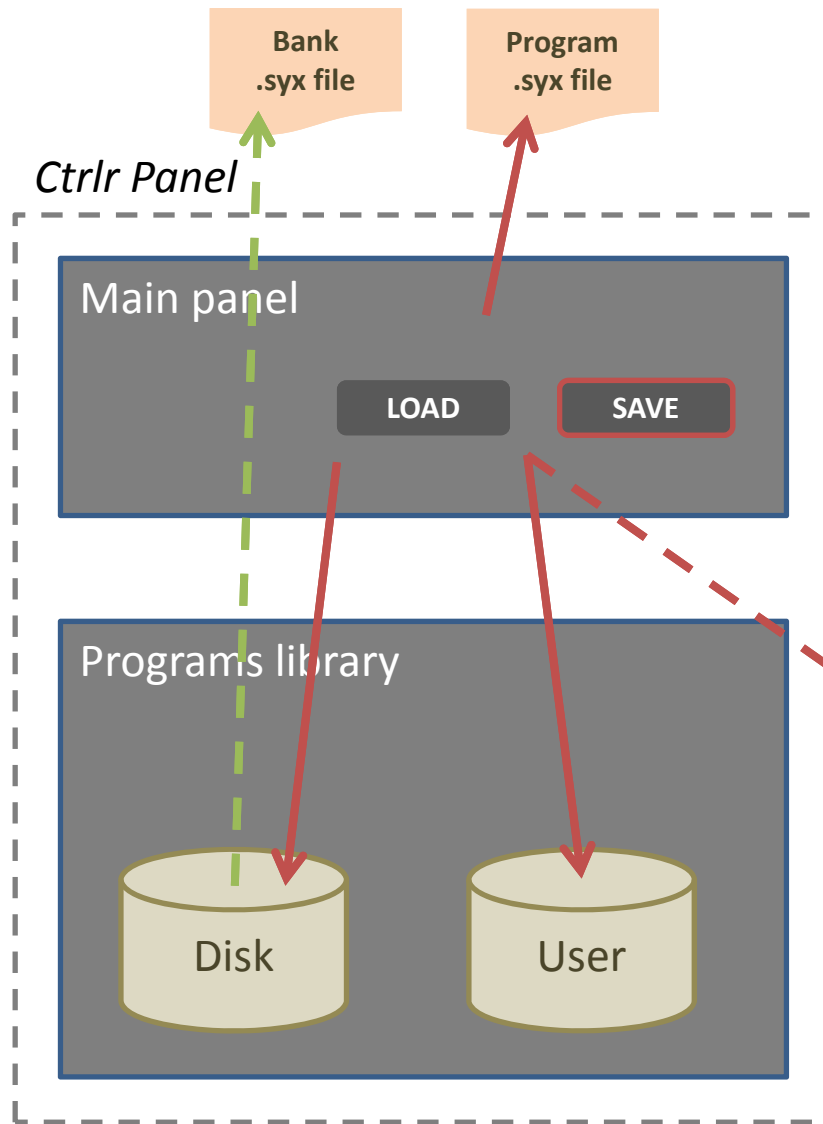 Bank
.syx file
Program
.syx file
Ctrlr Panel
Main panel
LOAD
SAVE
Programs library
Disk
User